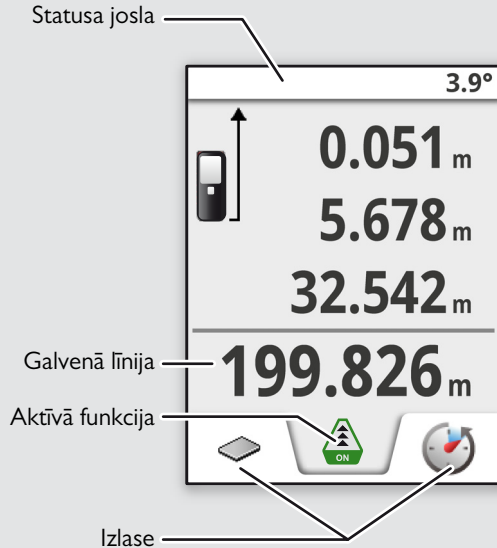 Statusa josla
3.9°
0.051 m
5.678 m
32.542 m
Galvenā līnija
199.826 m
Aktīvā funkcija
ON
Izlase